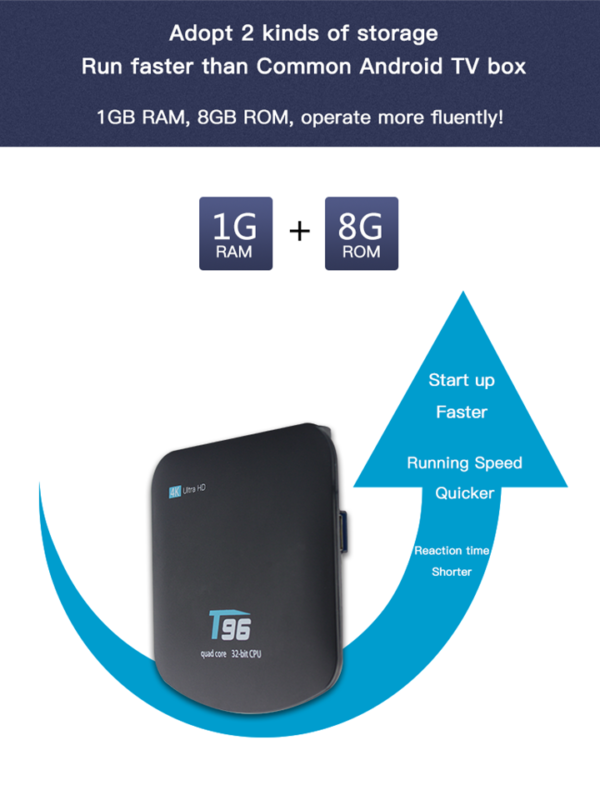 Adopt 2 kinds of storage
Run faster than Common Android TV box
1GB RAM, 8GB ROM, operate more fluently!
1G + 8G
RAM ROM
Start up
Faster
Running Speed
Quicker
Reaction time
Shorter
4K Ultra HD
T96
quad core 32-bit CPU